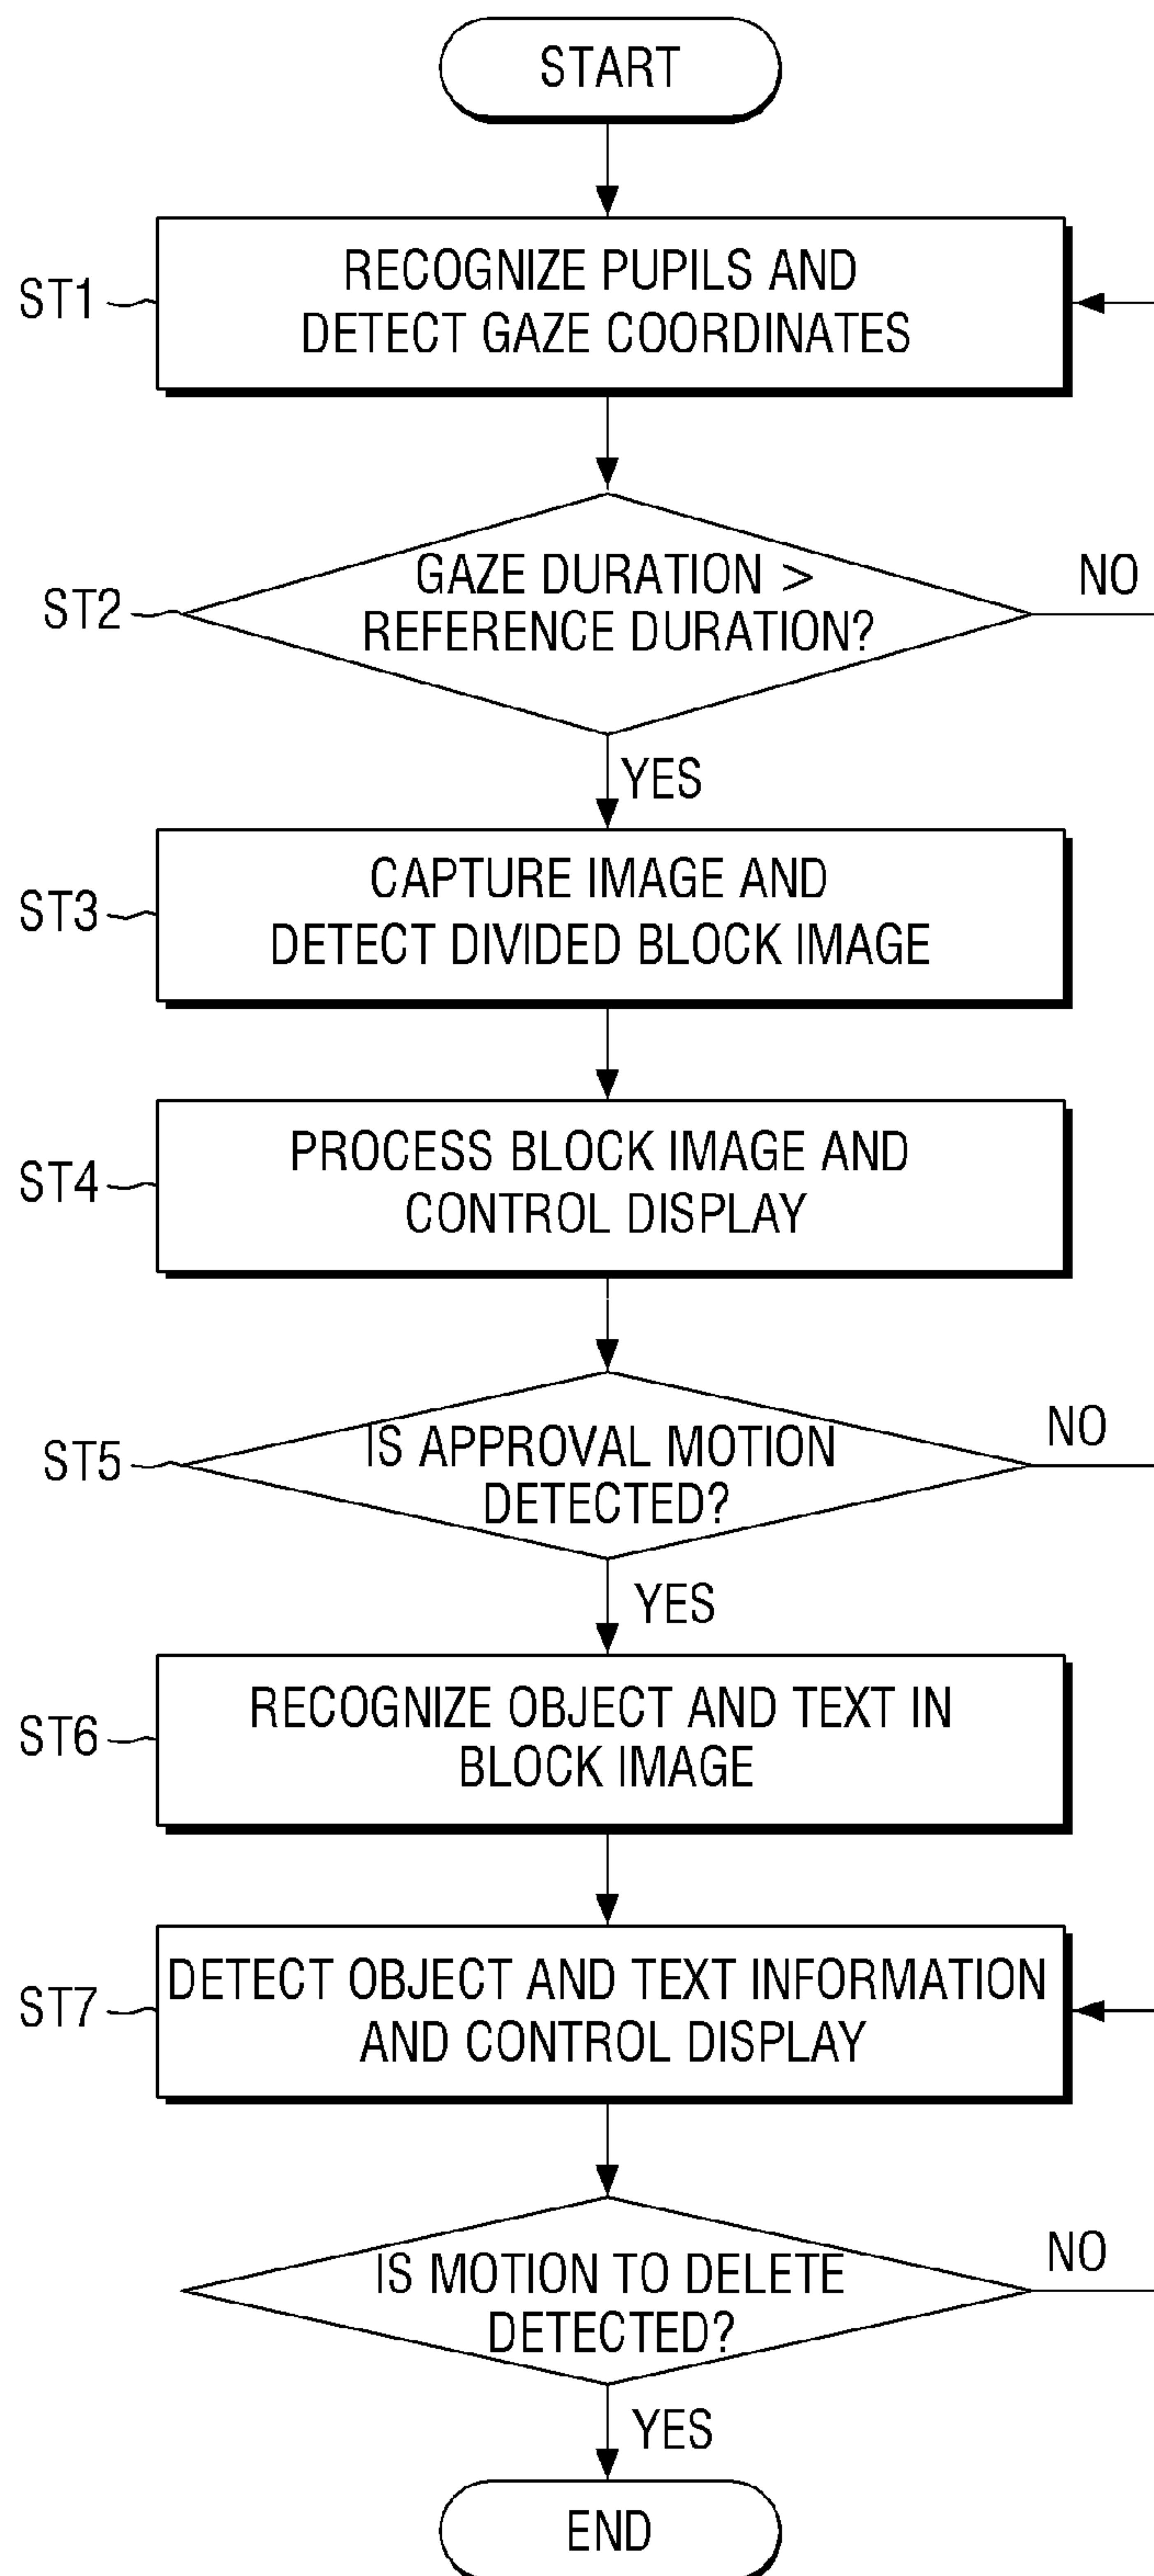 START
ST1
RECOGNIZE PUPILS AND
DETECT GAZE COORDINATES
ST2
GAZE DURATION >
REFERENCE DURATION?
NO
YES
ST3
CAPTURE IMAGE AND
DETECT DIVIDED BLOCK IMAGE
ST4
PROCESS BLOCK IMAGE AND
CONTROL DISPLAY
ST5
IS APPROVAL MOTION
DETECTED?
NO
YES
ST6
RECOGNIZE OBJECT AND TEXT IN
BLOCK IMAGE
ST7
DETECT OBJECT AND TEXT INFORMATION
AND CONTROL DISPLAY
IS MOTION TO DELETE
DETECTED?
NO
YES
END